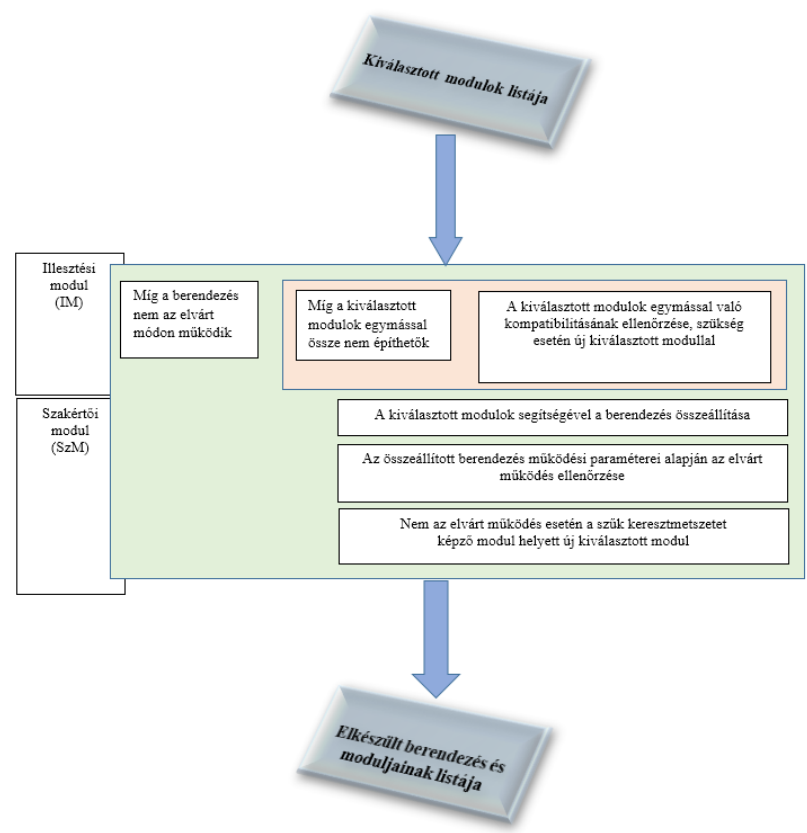 Kiválasztott modulok listája
Illesztési
modul
(IM)
Míg a berendezés
nem az elvárt
módon működik
Míg a kiválasztott
modulok egymással
össze nem építhetők
A kiválasztott modulok egymással való
kompatibilitásának ellenőrzése, szükség
esetén új kiválasztott modullal
Szakértői
modul
(SzM)
A kiválasztott modulok segítségével a berendezés összeállítása
Az összeállított berendezés működési paraméterei alapján az elvárt
működés ellenőrzése
Nem az elvárt működés esetén a szűk keresztmetszetet
képző modul helyett új kiválasztott modul
Elkészült berendezés és
moduljainak listája